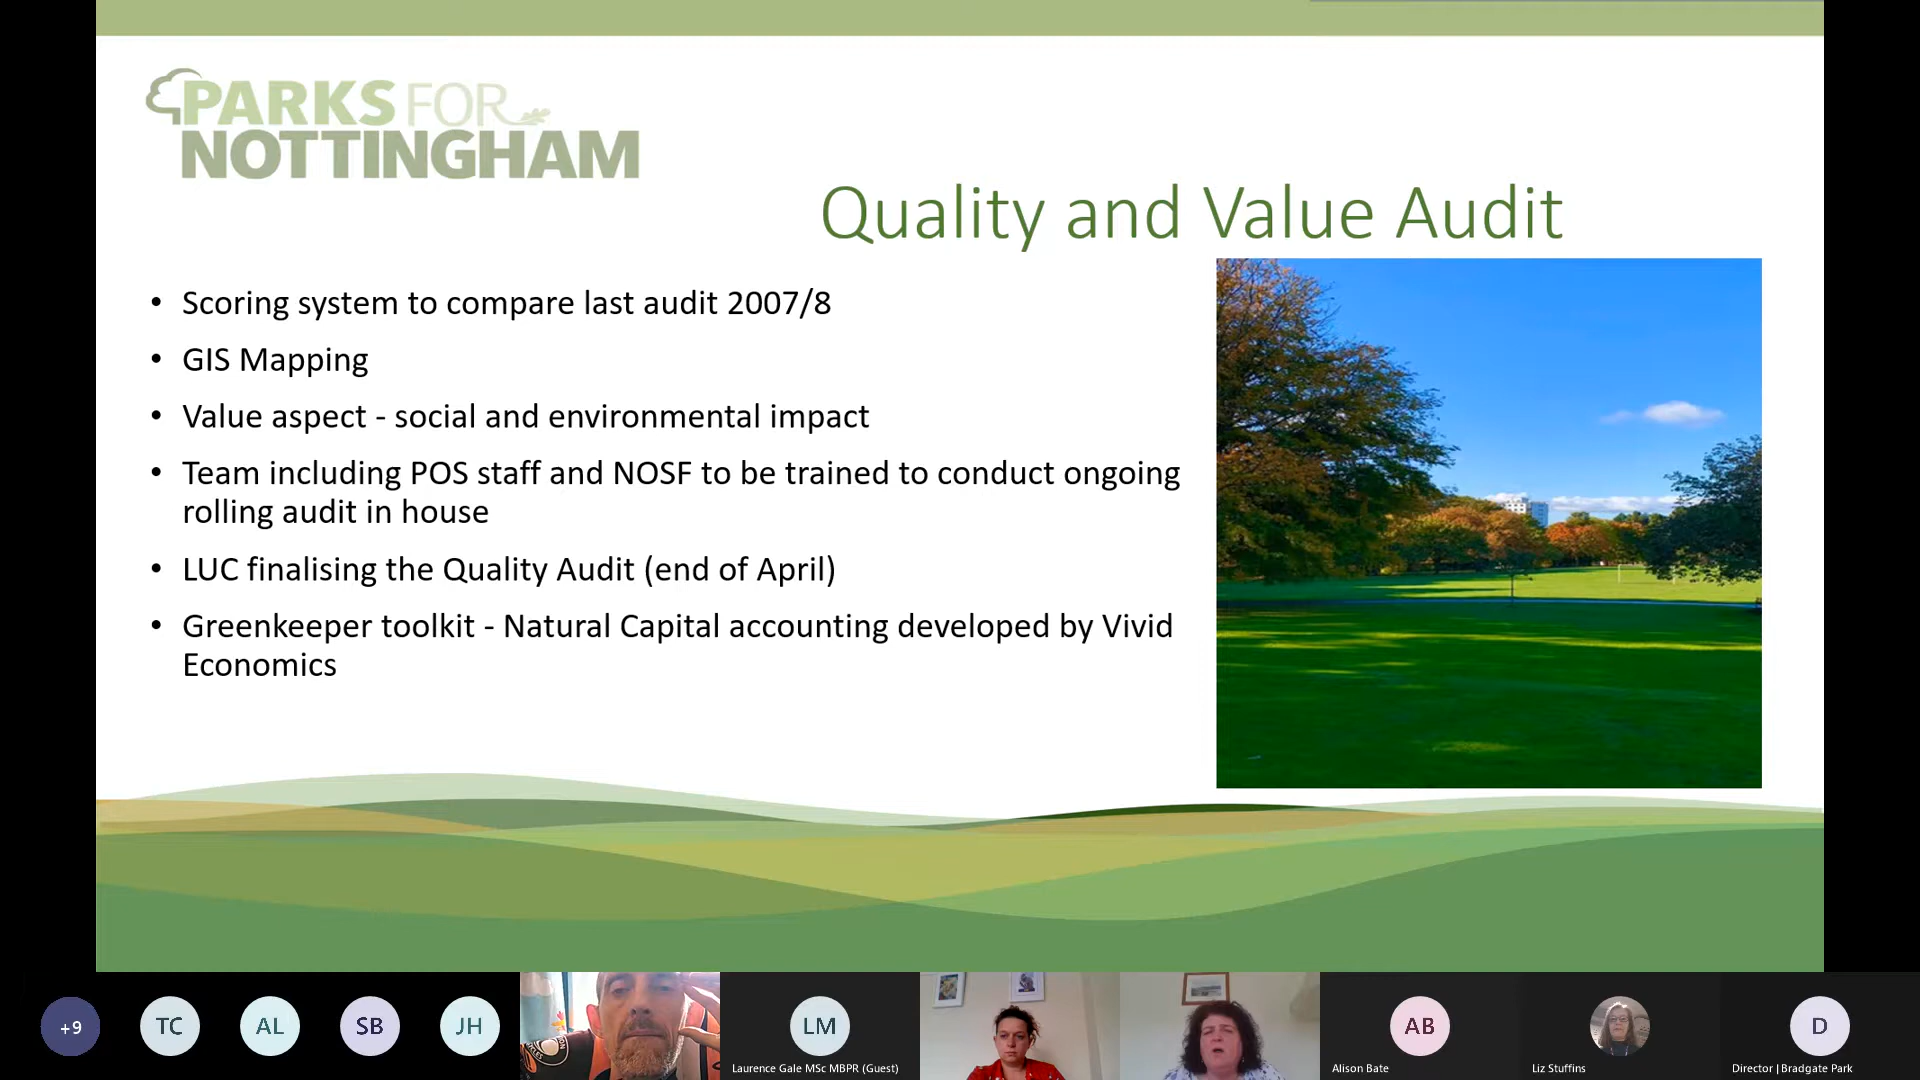 PARKS FOR
NOTTINGHAM
Quality and Value Audit
• Scoring system to compare last audit 2007/8
• GIS Mapping
• Value aspect - social and environmental impact
• Team including POS staff and NOSF to be trained to conduct ongoing
rolling audit in house
• LUC finalising the Quality Audit (end of April)
• Greenkeeper toolkit - Natural Capital accounting developed by Vivid
Economics
+9
TC
AL
SB
JH
LM
AB
D
Laurence Gale MSc MBPR (Guest)
Alison Bate
Liz Stuffins
Director | Bradgate Park